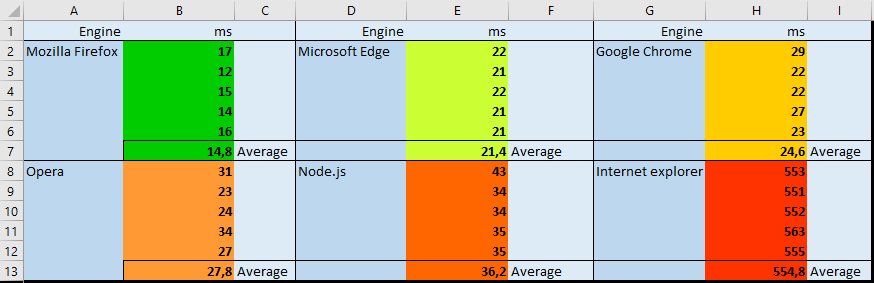 A B C D E F G H I
1 Engine ms Engine ms Engine ms
2 Mozilla Firefox 17 Microsoft Edge 22 Google Chrome 29
3 12 21 22
4 15 22 22
5 14 21 27
6 16 21 23
7 14,8 Average 21,4 Average 24,6 Average
8 Opera 31 Node.js 43 Internet explorer 553
9 23 34 551
10 24 34 552
11 34 35 563
12 27 35 555
13 27,8 Average 36,2 Average 554,8 Average